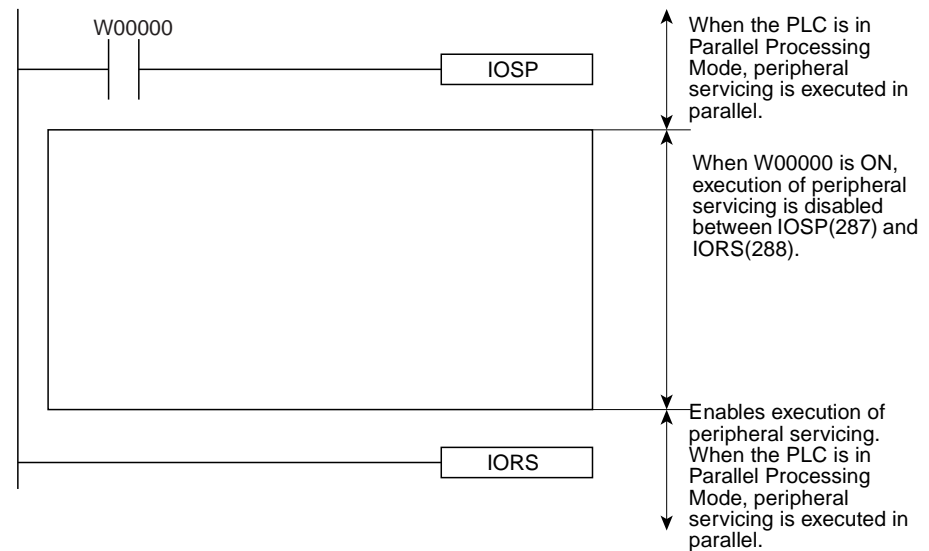 W00000
IOSP
When the PLC is in
Parallel Processing
Mode, peripheral
servicing is executed in
parallel.
When W00000 is ON,
execution of peripheral
servicing is disabled
between IOSP(287) and
IORS(288).
Enables execution of
peripheral servicing.
When the PLC is in
Parallel Processing
Mode, peripheral
servicing is executed in
parallel.
IORS